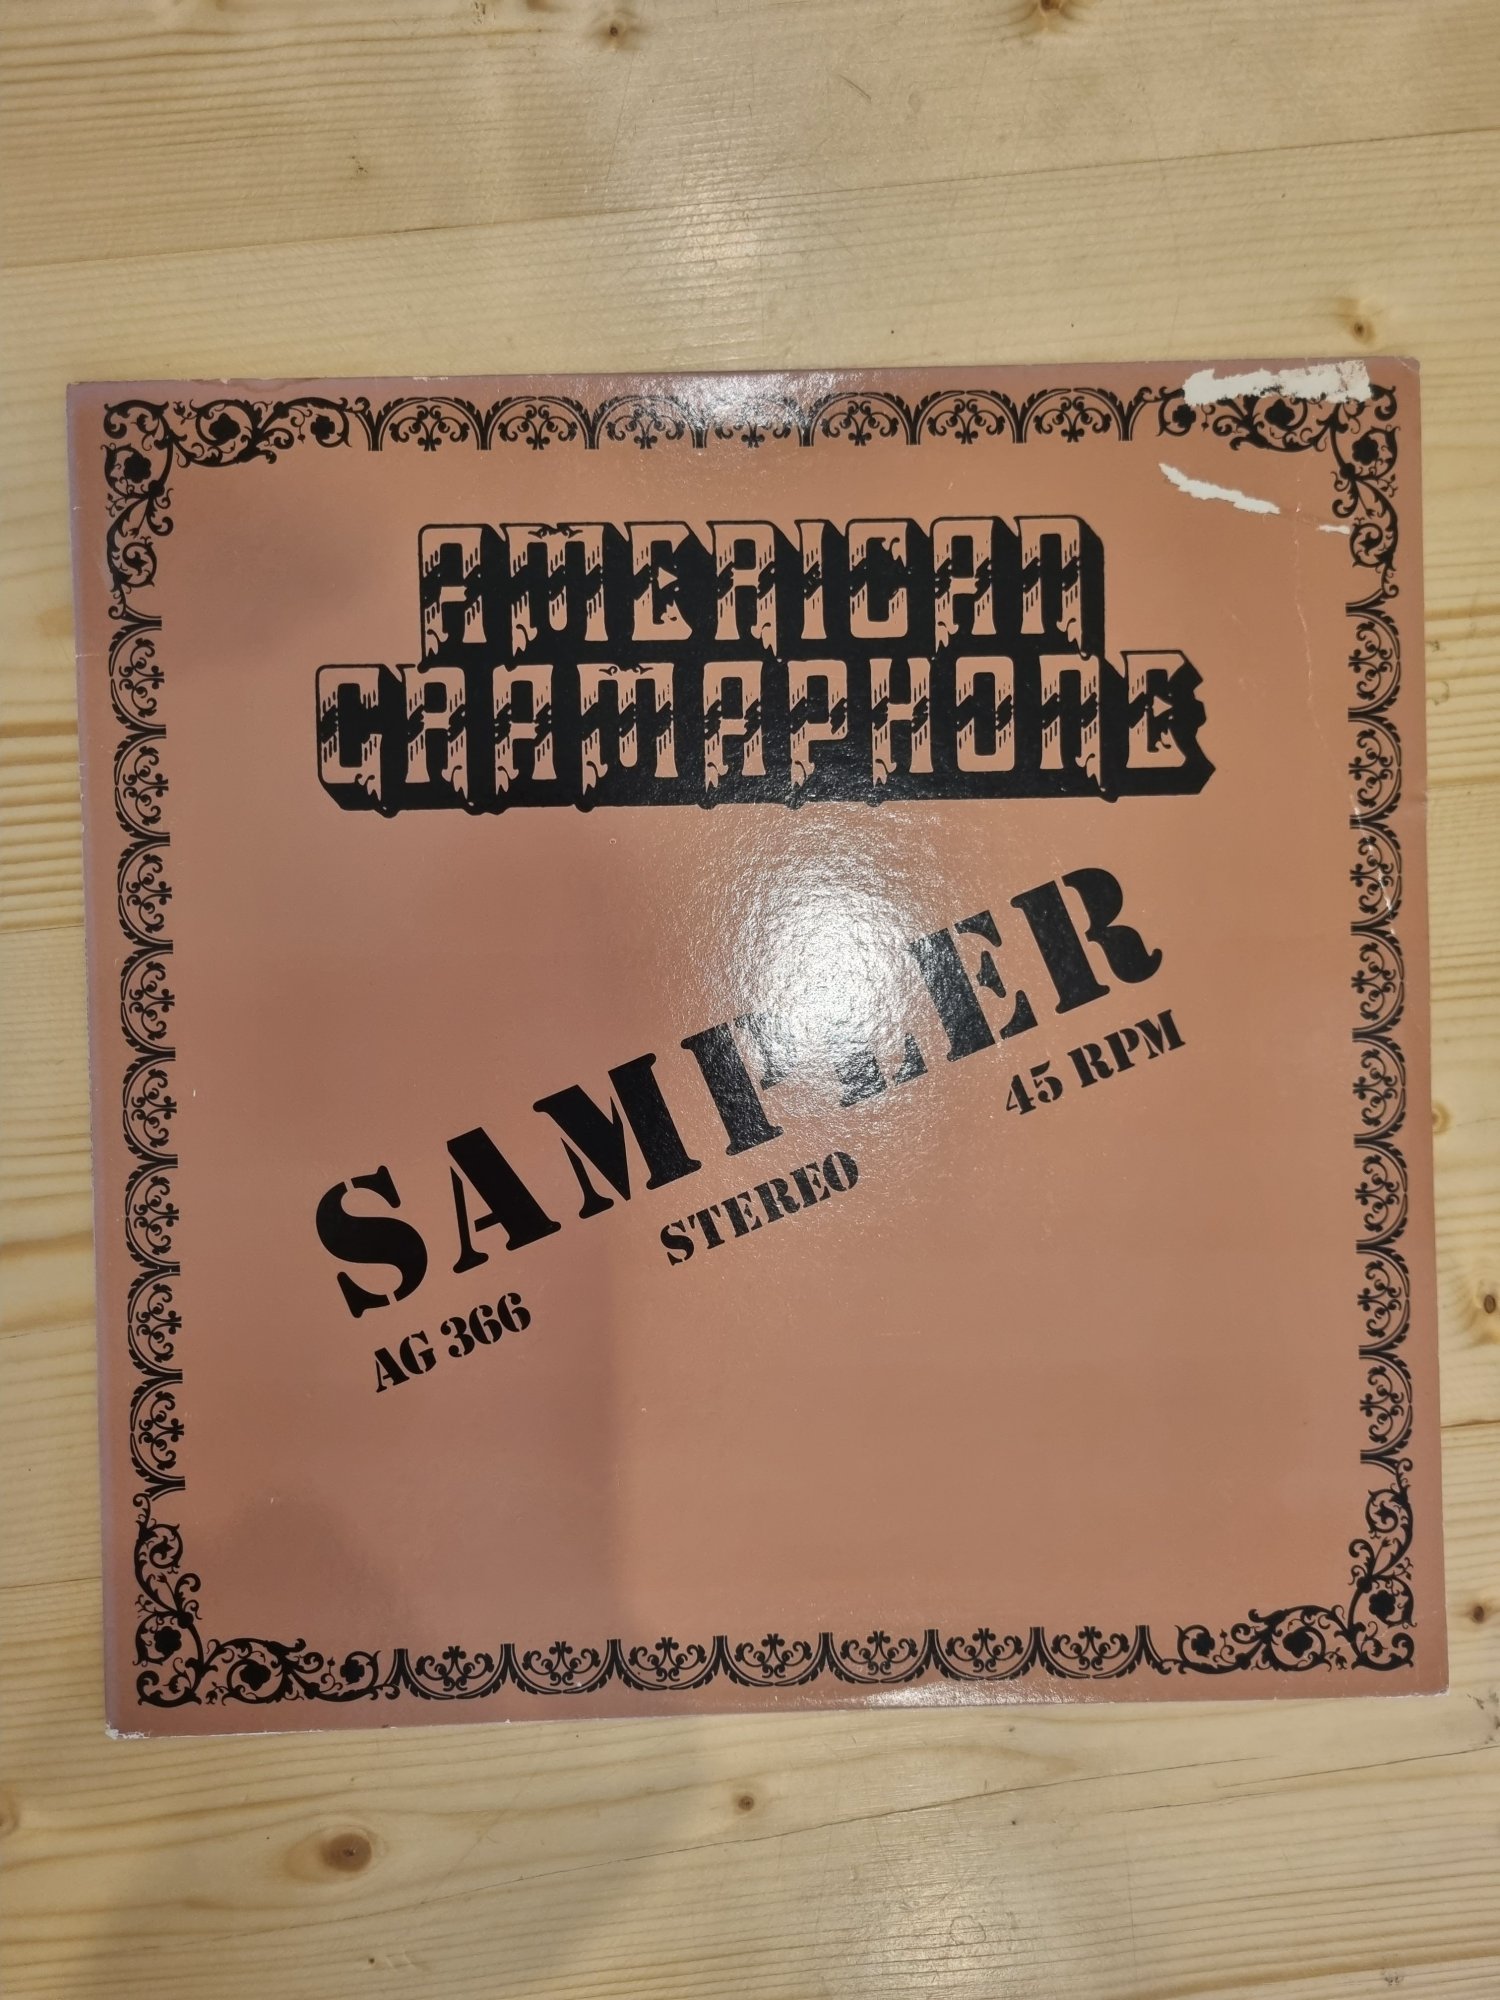 AMERICAN
GRAMAPHONE
SAMPLER
AG 366 STEREO 45 RPM